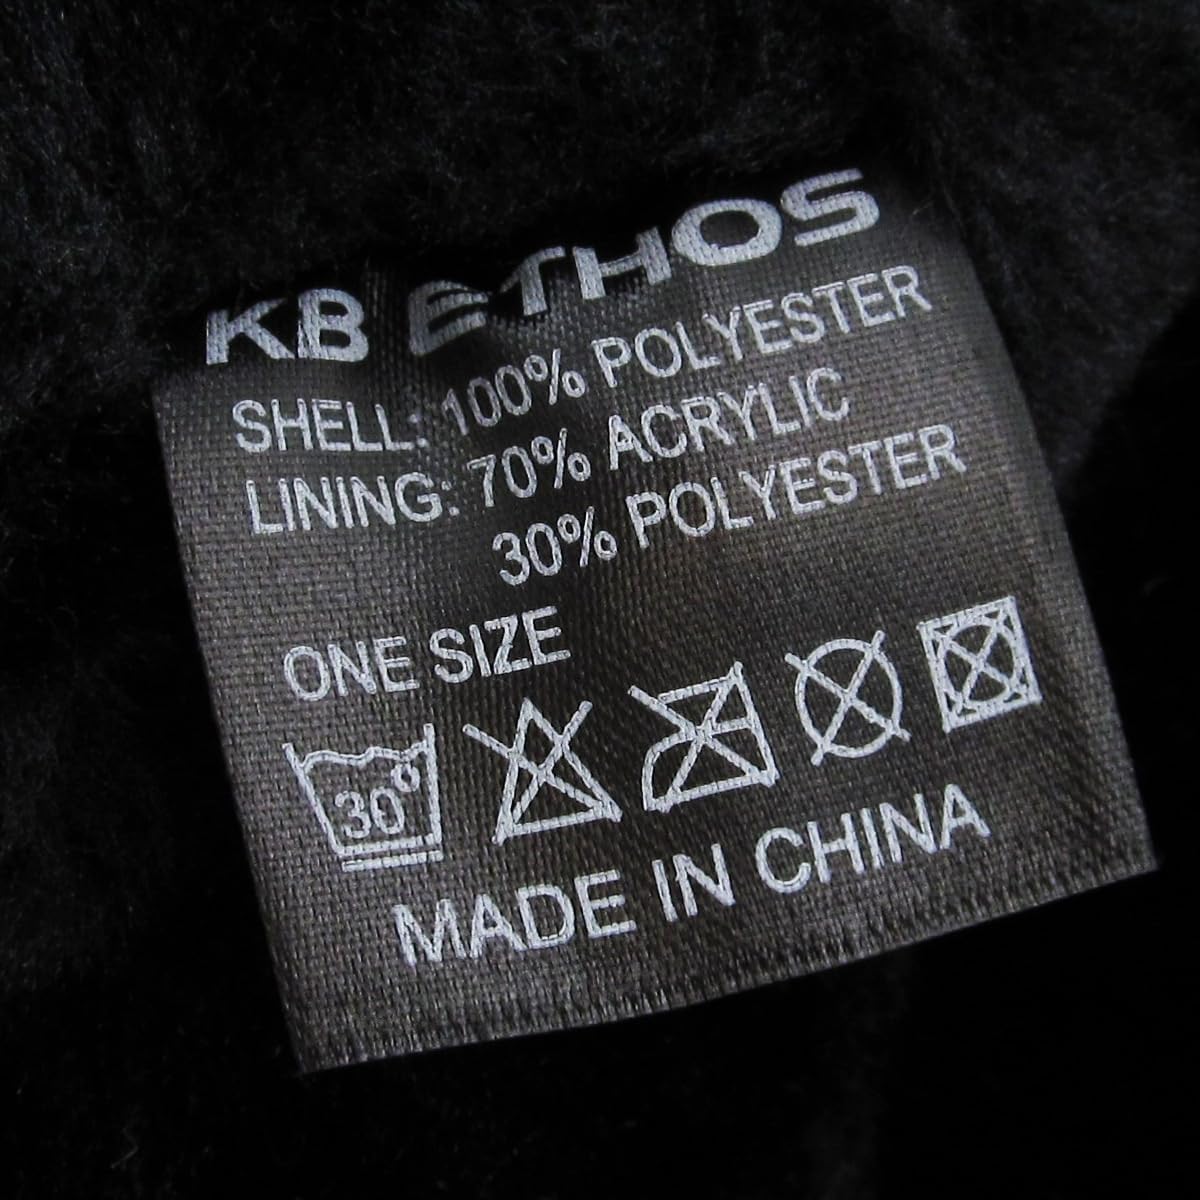 KB ETHOS
SHELL: 100% POLYESTER
LINING: 70% ACRYLIC
30% POLYESTER
ONE SIZE
30°
MADE IN CHINA